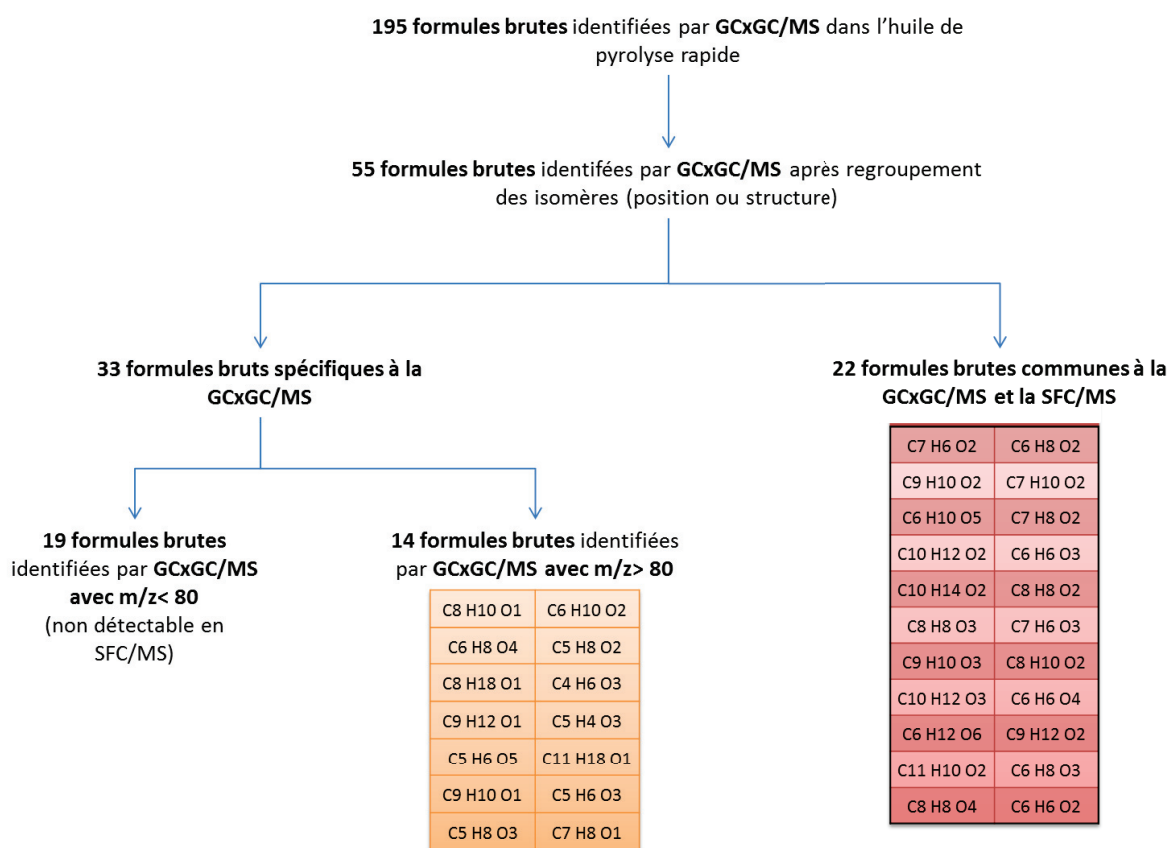 195 formules brutes identifiées par GCxGC/MS dans l'huile de
pyrolyse rapide
55 formules brutes identifées par GCxGC/MS après regroupement
des isomères (position ou structure)
33 formules bruts spécifiques à la
GCxGC/MS
22 formules brutes communes à la
GCxGC/MS et la SFC/MS
19 formules brutes
identifiées par GCxGC/MS
avec m/z< 80
(non détectable en
SFC/MS)
14 formules brutes identifiées
par GCxGC/MS avec m/z> 80
C8 H10 O1 C6 H10 O2
C6 H8 O4 C5 H8 O2
C8 H18 O1 C4 H6 O3
C9 H12 O1 C5 H4 O3
C5 H6 O5 C11 H18 O1
C9 H10 O1 C5 H6 O3
C5 H8 O3 C7 H8 O1
C7 H6 O2 C6 H8 O2
C9 H10 O2 C7 H10 O2
C6 H10 O5 C7 H8 O2
C10 H12 O2 C6 H6 O3
C10 H14 O2 C8 H8 O2
C8 H8 O3 C7 H6 O3
C9 H10 O3 C8 H10 O2
C10 H12 O3 C6 H6 O4
C6 H12 O6 C9 H12 O2
C11 H10 O2 C6 H8 O3
C8 H8 O4 C6 H6 O2